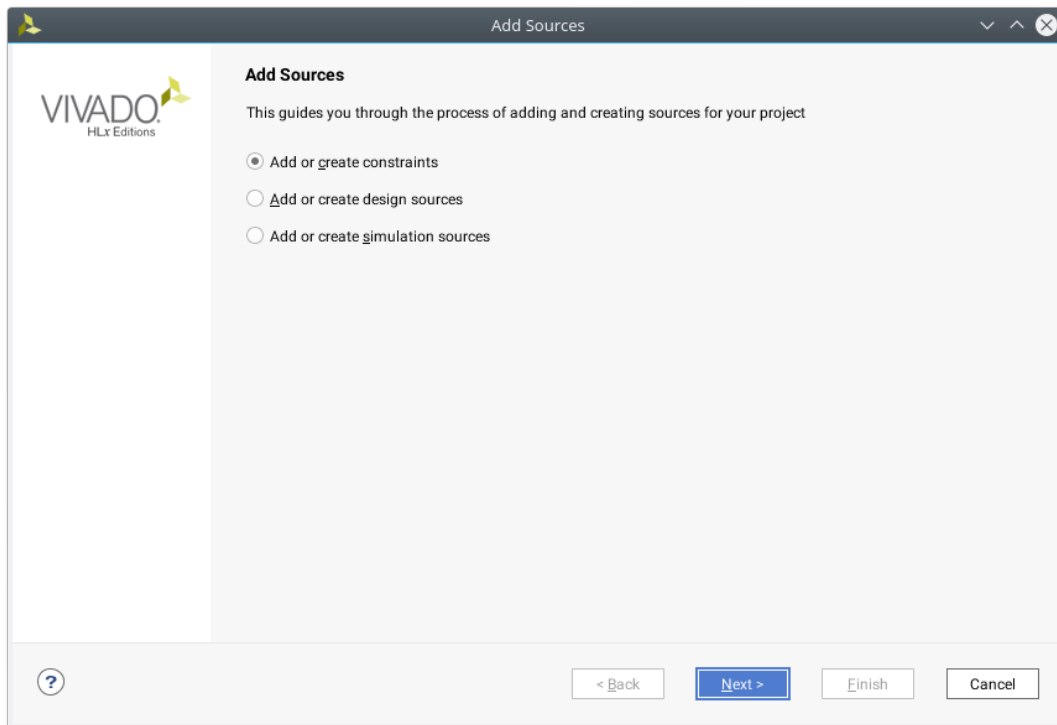 Add Sources
VIVADO.
HLx Editions
Add Sources
This guides you through the process of adding and creating sources for your project
Add or create constraints
Add or create design sources
Add or create simulation sources
?
< Back
Next >
Finish
Cancel